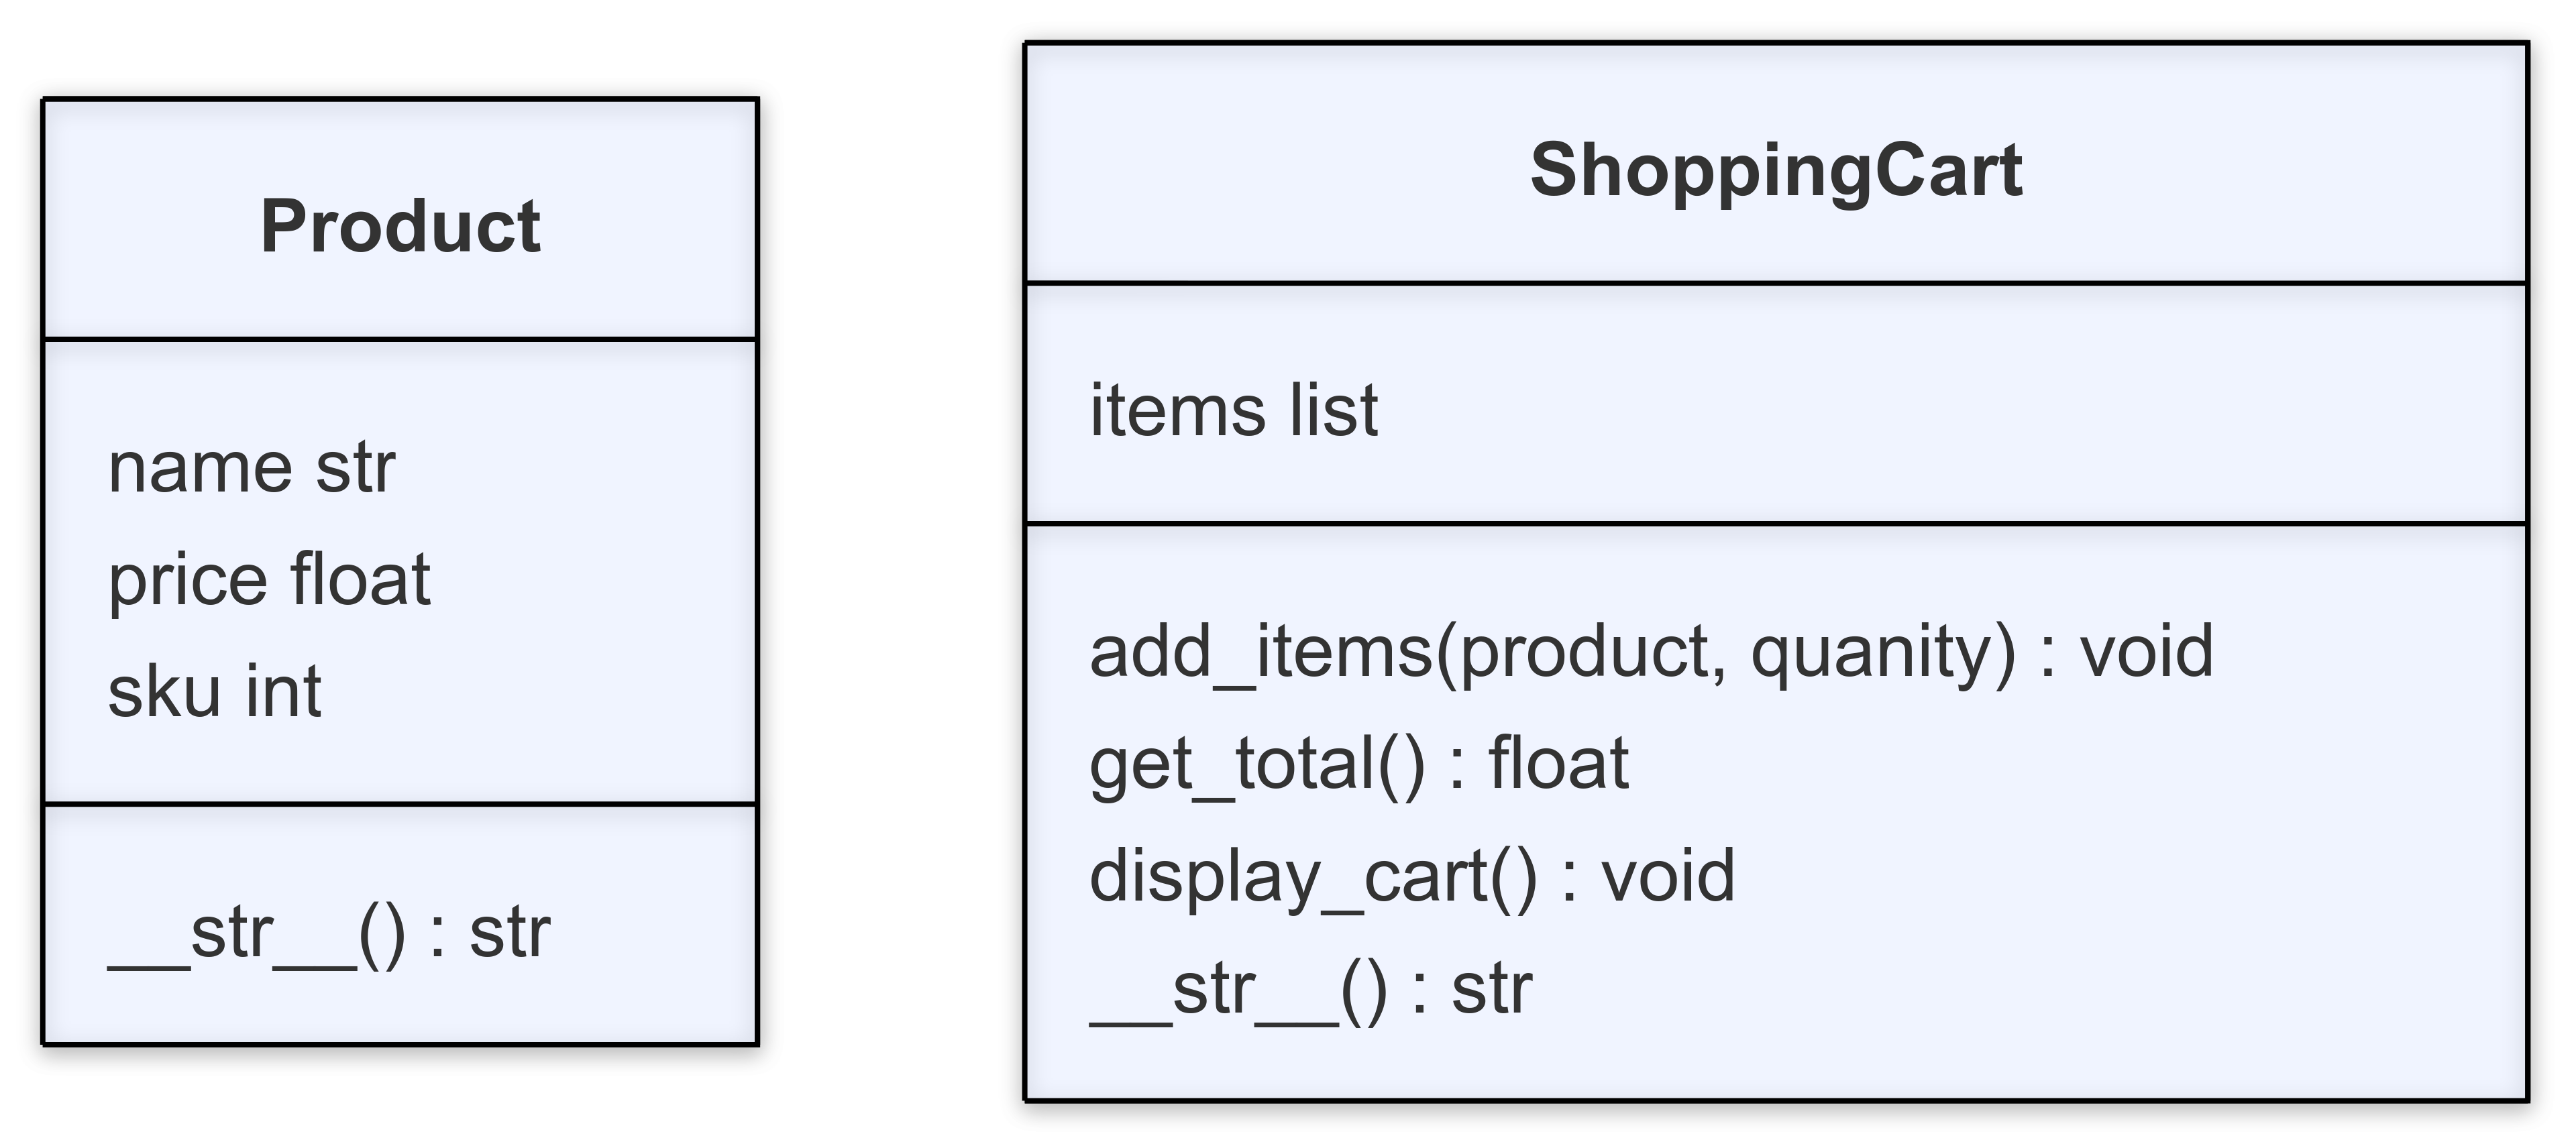 Product
name str
price float
sku int
__str__() : str
ShoppingCart
items list
add_items(product, quanity) : void
get_total() : float
display_cart() : void
__str__() : str